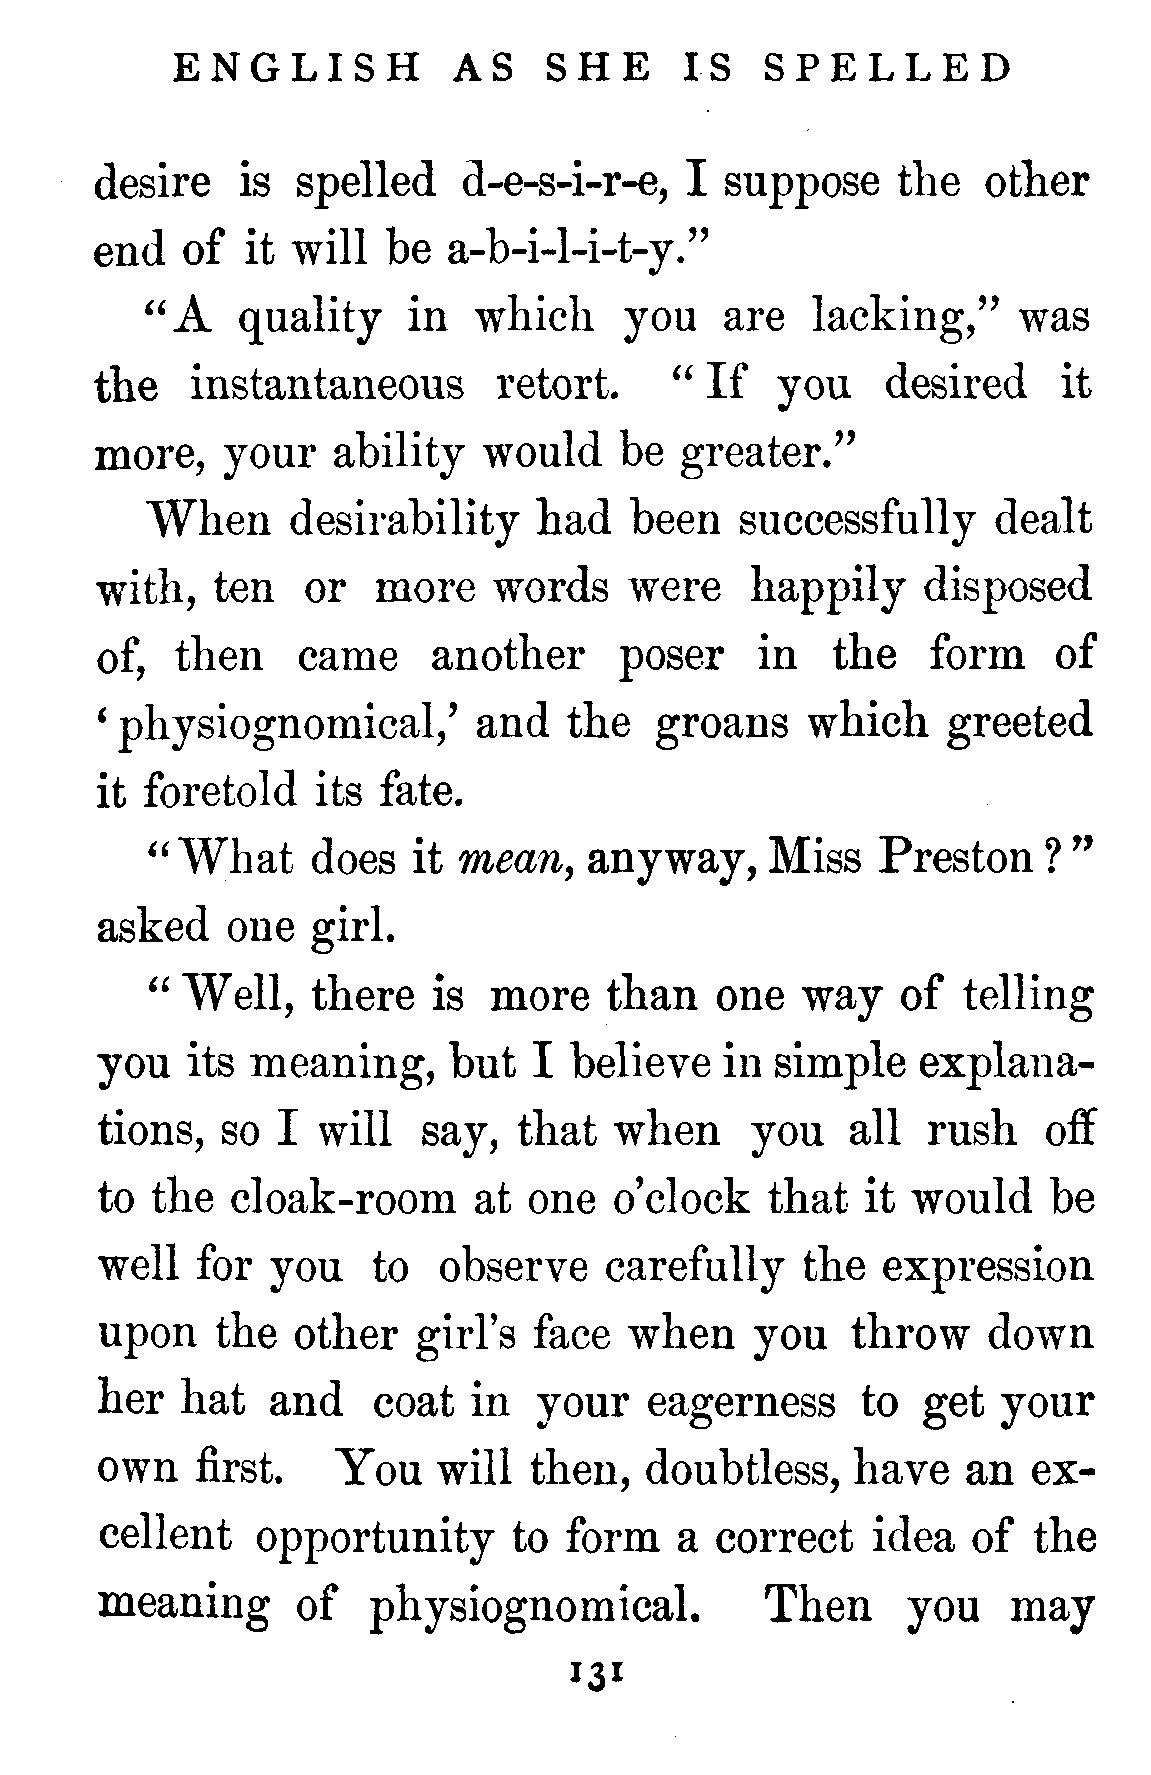 ENGLISH AS SHE IS SPELLED
desire is spelled d-e-s-i-r-e, I suppose the other
end of it will be a-b-i-l-i-t-y.”
“A quality in which you are lacking,” was
the instantaneous retort. “If you desired it
more, your ability would be greater.”
When desirability had been successfully dealt
with, ten or more words were happily disposed
of, then came another poser in the form of
‘physiognomical,’ and the groans which greeted
it foretold its fate.
“What does it mean, anyway, Miss Preston?”
asked one girl.
“Well, there is more than one way of telling
you its meaning, but I believe in simple explana-
tions, so I will say, that when you all rush off
to the cloak-room at one o’clock that it would be
well for you to observe carefully the expression
upon the other girl’s face when you throw down
her hat and coat in your eagerness to get your
own first. You will then, doubtless, have an ex-
cellent opportunity to form a correct idea of the
meaning of physiognomical. Then you may
131